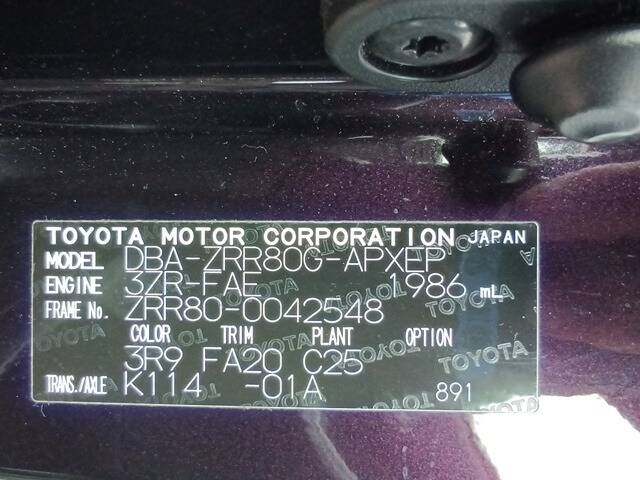 TOYOTA MOTOR CORPORATION JAPAN
MODEL DBA-ZRR80G-APXEP
ENGINE 3ZR-FAE 1986 mL
FRAME No. ZRR80-0042548
COLOR TRIM PLANT OPTION
3R9 FA20 C25
TRANS./AXLE K114 -01A 891